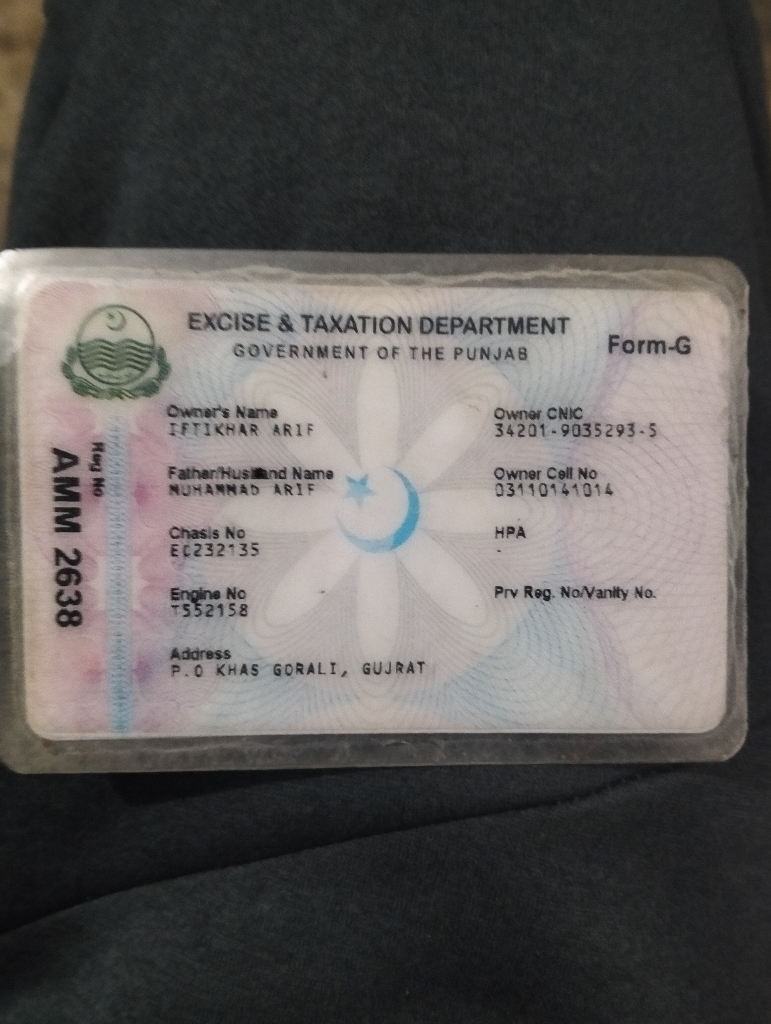 EXCISE & TAXATION DEPARTMENT
GOVERNMENT OF THE PUNJAB
Form-G
Reg No
AMM 2638
Owner's Name
IFTIKHAR ARIF
Owner CNIC
34201-9035293-5
Father/Husband Name
MUHAMMAD ARIF
Owner Cell No
03110141014
Chasis No
EC232135
HPA
-
Engine No
T552158
Prv Reg. No/Vanity No.
Address
P.O KHAS GORALI, GUJRAT